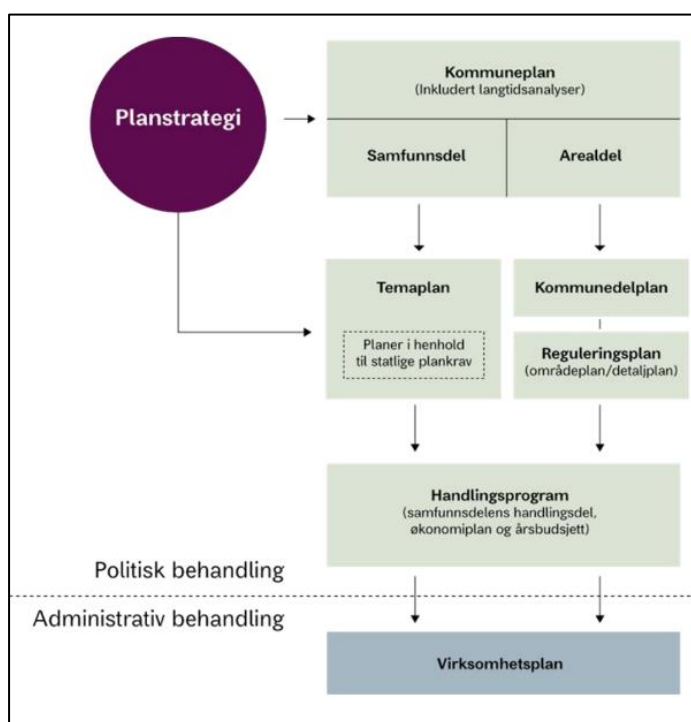 Planstrategi
Kommuneplan
(Inkludert langtidsanalyser)
Samfunnsdel
Arealdel
Temaplan
Planer i henhold
til statlige plankrav
Kommunedelplan
Reguleringsplan
(områdeplan/detaljplan)
Handlingsprogram
(samfunnsdelens handlingsdel,
økonomiplan og årsbudsjett)
Politisk behandling
Administrativ behandling
Virksomhetsplan